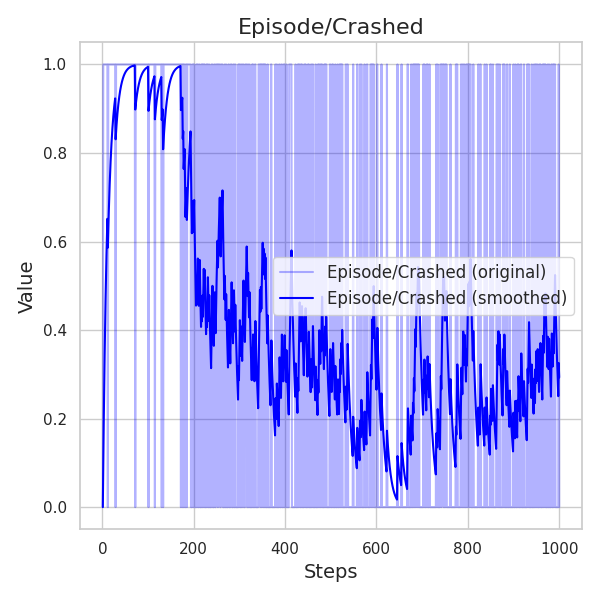 Episode/Crashed
1.0
0.8
0.6
0.4
0.2
0.0
Value
Episode/Crashed (original)
Episode/Crashed (smoothed)
0 200 400 600 800 1000
Steps